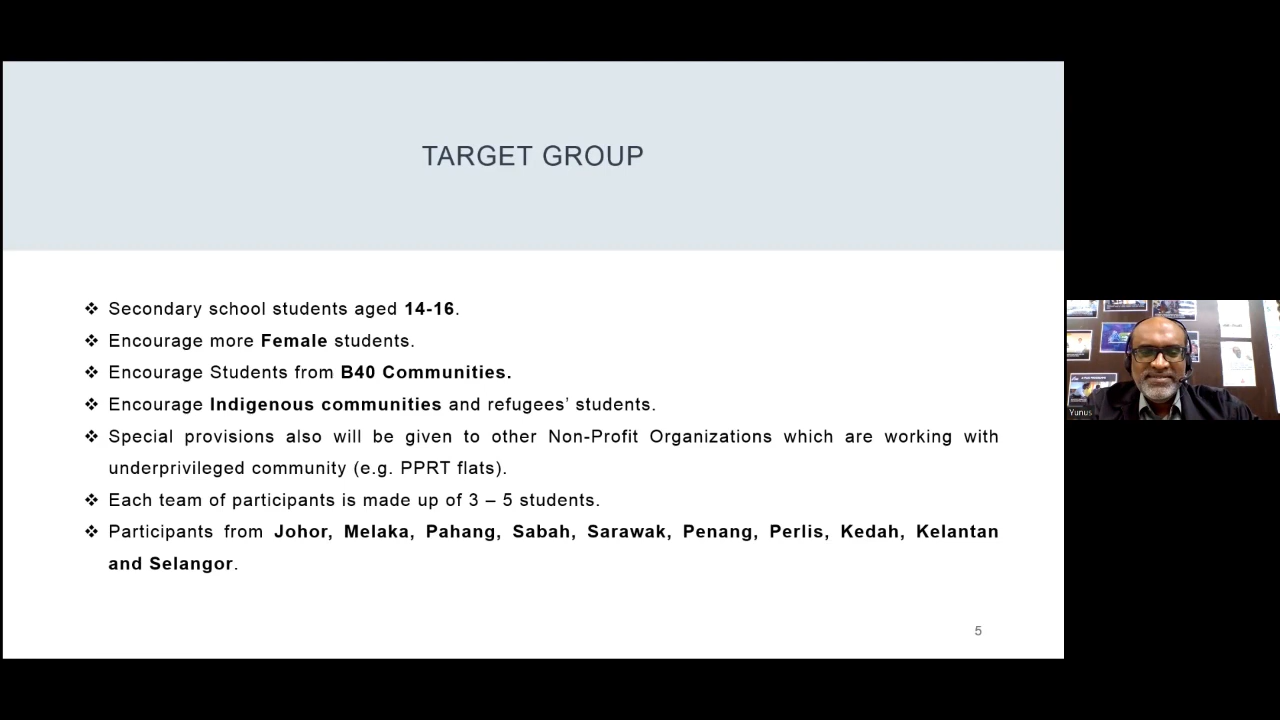 TARGET GROUP
❖ Secondary school students aged 14-16.
❖ Encourage more Female students.
❖ Encourage Students from B40 Communities.
❖ Encourage Indigenous communities and refugees’ students.
❖ Special provisions also will be given to other Non-Profit Organizations which are working with
underprivileged community (e.g. PPRT flats).
❖ Each team of participants is made up of 3 – 5 students.
❖ Participants from Johor, Melaka, Pahang, Sabah, Sarawak, Penang, Perlis, Kedah, Kelantan
and Selangor.
5
Yunus